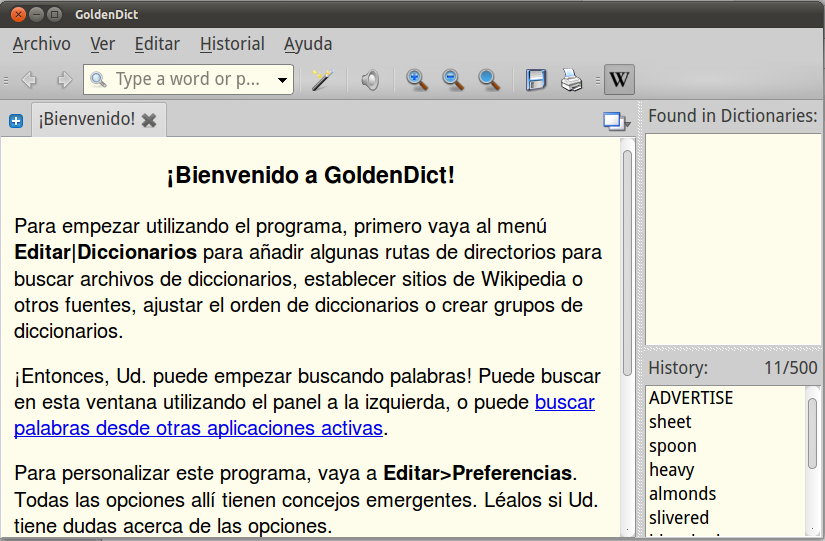 GoldenDict
Archivo Ver Editar Historial Ayuda
Type a word or p...
W
¡Bienvenido!
Found in Dictionaries:
¡Bienvenido a GoldenDict!
Para empezar utilizando el programa, primero vaya al menú
Editar|Diccionarios para añadir algunas rutas de directorios para
buscar archivos de diccionarios, establecer sitios de Wikipedia o
otros fuentes, ajustar el orden de diccionarios o crear grupos de
diccionarios.
¡Entonces, Ud. puede empezar buscando palabras! Puede buscar
en esta ventana utilizando el panel a la izquierda, o puede buscar
palabras desde otras aplicaciones activas.
Para personalizar este programa, vaya a Editar>Preferencias.
Todas las opciones allí tienen concejos emergentes. Léalos si Ud.
tiene dudas acerca de las opciones.
History: 11/500
ADVERTISE
sheet
spoon
heavy
almonds
slivered